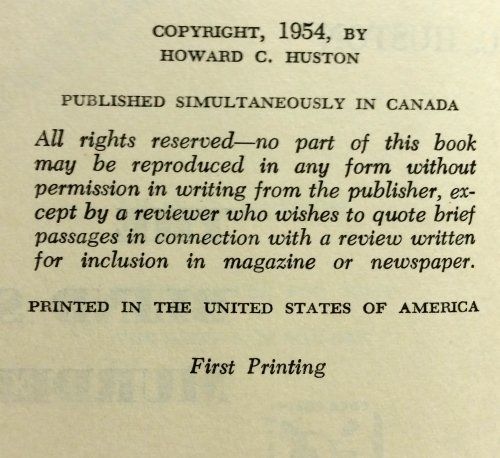 COPYRIGHT, 1954, BY
HOWARD C. HUSTON
PUBLISHED SIMULTANEOUSLY IN CANADA
All rights reserved—no part of this book
may be reproduced in any form without
permission in writing from the publisher, ex-
cept by a reviewer who wishes to quote brief
passages in connection with a review written
for inclusion in magazine or newspaper.
PRINTED IN THE UNITED STATES OF AMERICA
First Printing